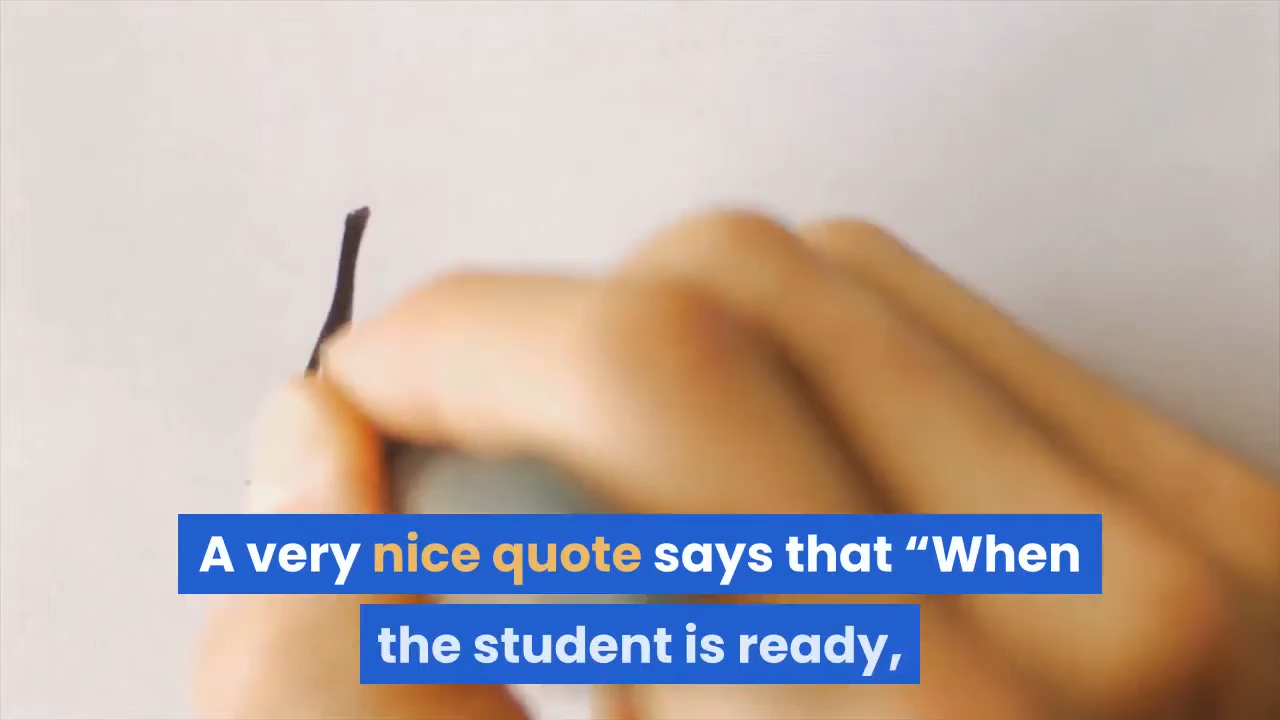 A very nice quote says that “When
the student is ready,